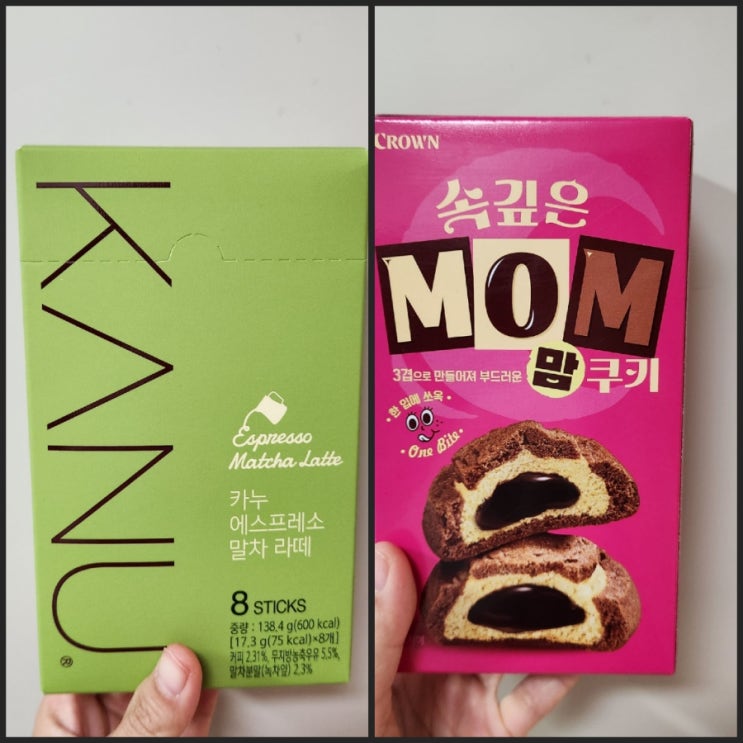 KANU
®
Espresso
Matcha Latte
카누
에스프레소
말차 라떼
8 STICKS
중량 : 138.4 g(600 kcal)
[17.3 g(75 kcal)×8개]
커피 2.31%, 무지방농축우유 5.5%,
말차분말(녹차잎) 2.3%
CROWN
속깊은
MOM
3겹으로 만들어져 부드러운 맘쿠키
한 입에 쏘옥
One Bite